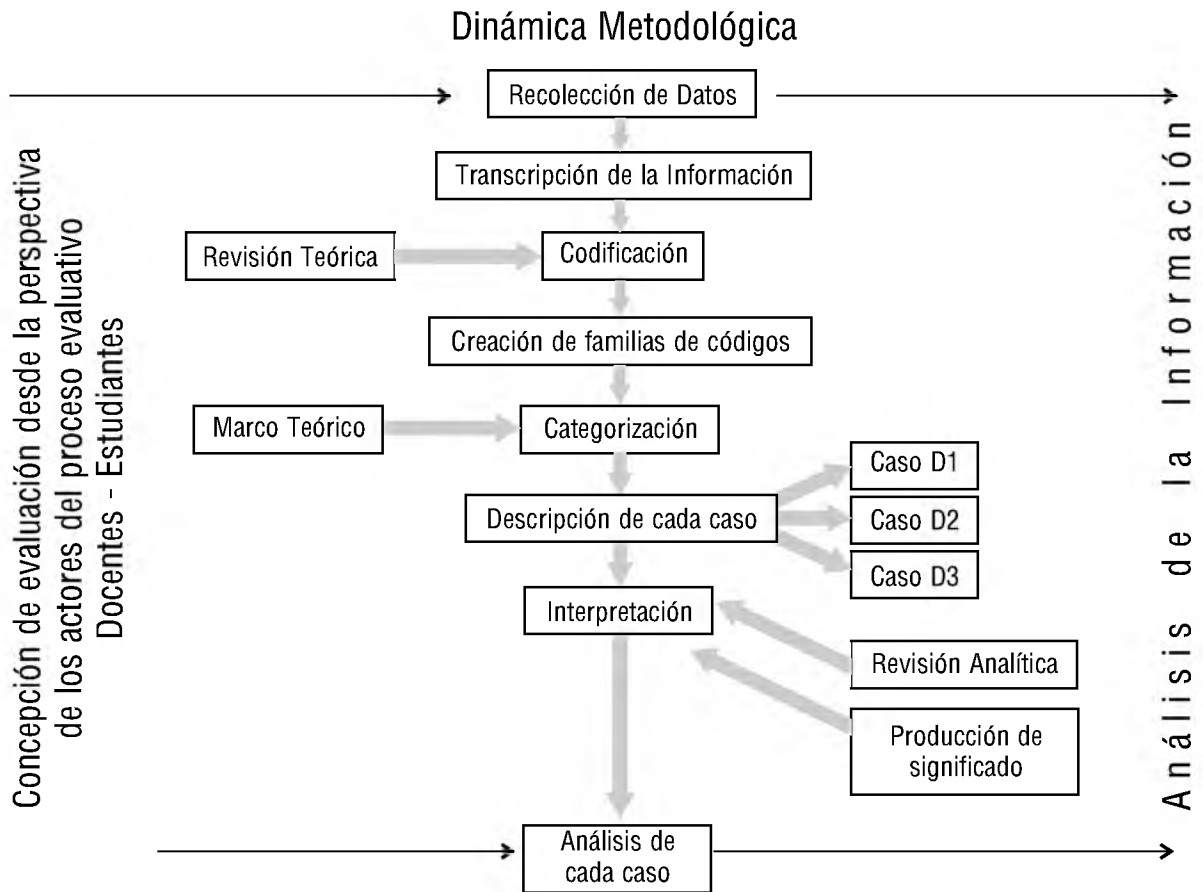 Dinámica Metodológica
Recolección de Datos
Transcripción de la Información
Revisión Teórica
Codificación
Creación de familias de códigos
Marco Teórico
Categorización
Caso D1
Descripción de cada caso
Caso D2
Caso D3
Interpretación
Revisión Analítica
Producción de
significado
Análisis de
cada caso
Concepción de evaluación desde la perspectiva
de los actores del proceso evaluativo
Docentes - Estudiantes
Análisis de la Información